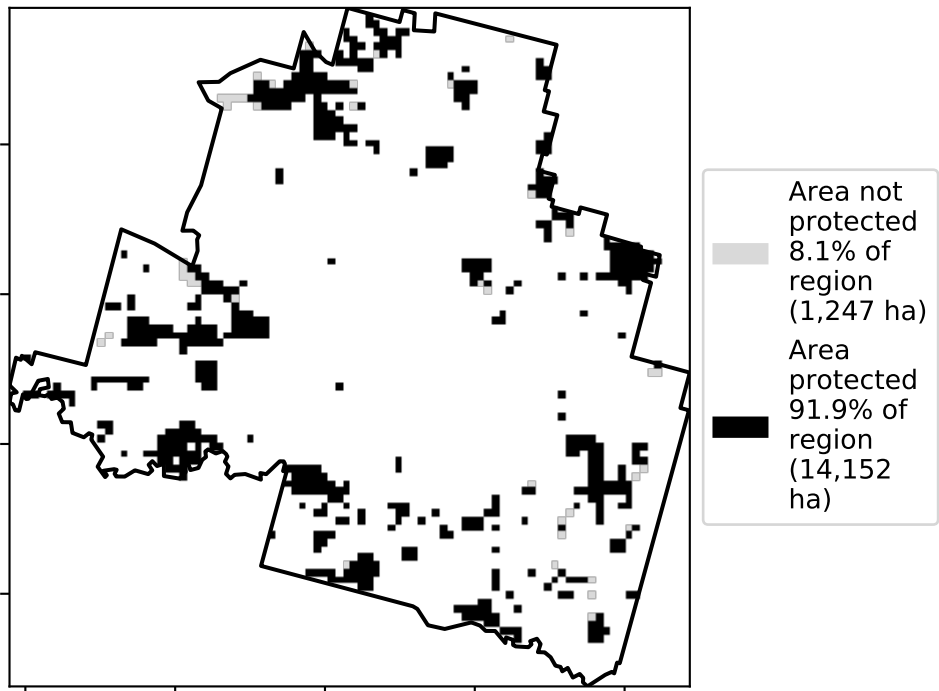 Area not
protected
8.1% of
region
(1,247 ha)
Area
protected
91.9% of
region
(14,152
ha)